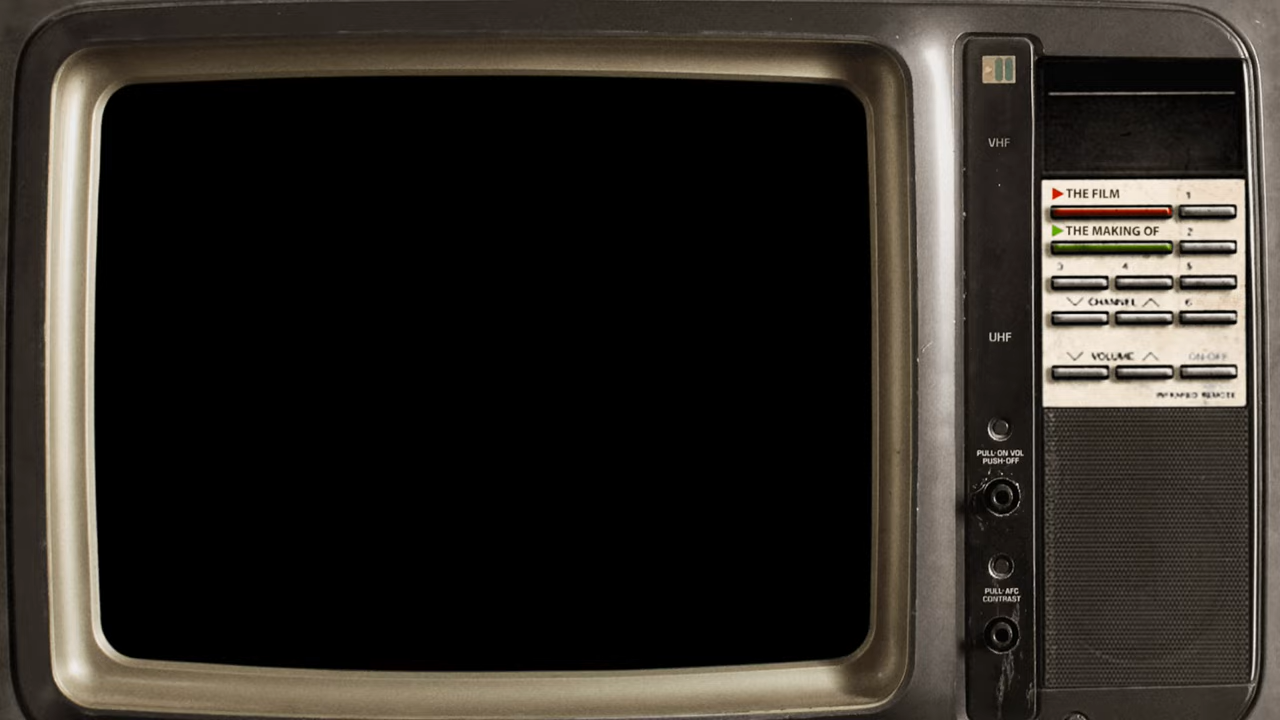 VHF
THE FILM
1
THE MAKING OF
2
3
4
5
CHANNEL
6
UHF
VOLUME
ON-OFF
INFRARED REMOTE
PULL-ON VOL
PUSH-OFF
PULL-AFC
CONTRAST